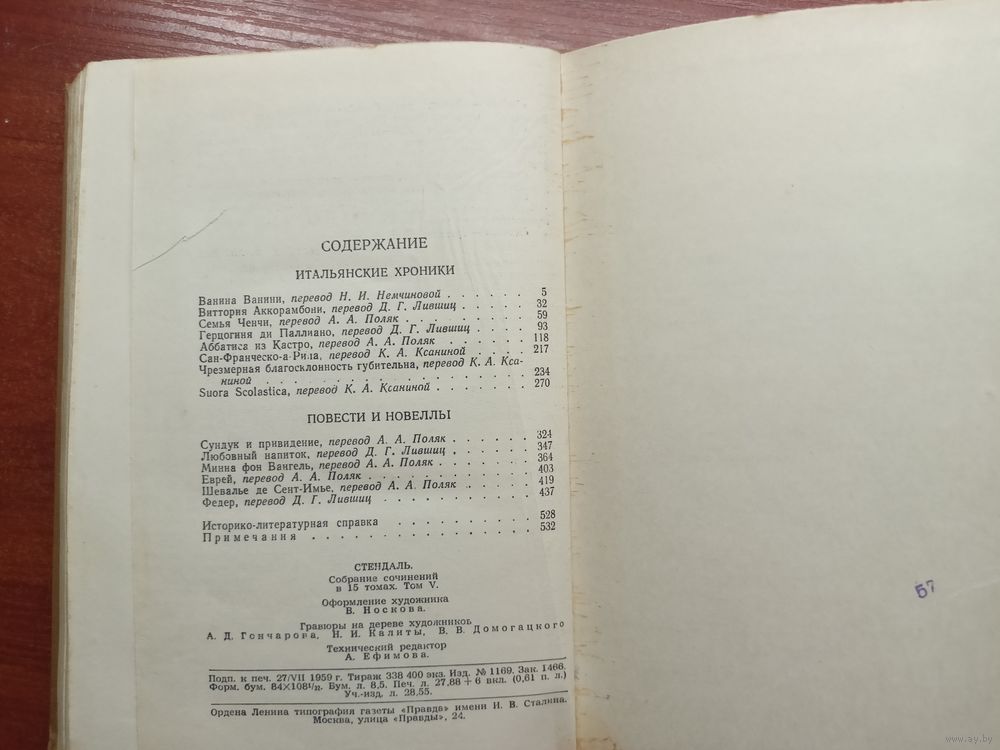 СОДЕРЖАНИЕ
ИТАЛЬЯНСКИЕ ХРОНИКИ
Ванина Ванини, перевод Н. И. Немчиновой . . . . . . 5
Виттория Аккорамбони, перевод Д. Г. Лившиц . . . . . 32
Семья Ченчи, перевод А. А. Поляк . . . . . . . . 59
Герцогиня ди Паллиано, перевод Д. Г. Лившиц . . . . 93
Аббатиса из Кастро, перевод А. А. Поляк . . . . . . 118
Сан-Франческо-а-Рипа, перевод К. А. Ксаниной . . . . 217
Чрезмерная благосклонность губительна, перевод К. А. Кса-
ниной . . . . . . . . . . . . . . . . 234
Suora Scolastica, перевод К. А. Ксаниной . . . . . . . 270
ПОВЕСТИ И НОВЕЛЛЫ
Сундук и привидение, перевод А. А. Поляк . . . . . . 324
Любовный напиток, перевод Д. Г. Лившиц . . . . . . 347
Минна фон Вангель, перевод А. А. Поляк . . . . . . . 364
Еврей, перевод А. А. Поляк . . . . . . . . . . . 403
Шевалье де Сент-Имье, перевод А. А. Поляк . . . . . 419
Федер, перевод Д. Г. Лившиц . . . . . . . . . . 437
Историко-литературная справка . . . . . . . . . . 528
Примечания . . . . . . . . . . . . . . . . 532
СТЕНДАЛЬ.
Собрание сочинений
в 15 томах. Том V.
Оформление художника
В. Носкова.
Гравюры на дереве художников
А. Д. Гончарова, Н. И. Калиты, В. В. Домогацкого
Технический редактор
А. Ефимова.
Подп. к печ. 27/VII 1959 г. Тираж 338 400 экз. Изд. № 1169. Зак. 1466.
Форм. бум. 84×108¹/₃₂. Бум. л. 8,5. Печ. л. 27,88 + 6 вкл. (0,61 п. л.)
Уч.-изд. л. 28,55.
Ордена Ленина типография газеты «Правда» имени И. В. Сталина.
Москва, улица «Правды», 24.
57
www.ay.by